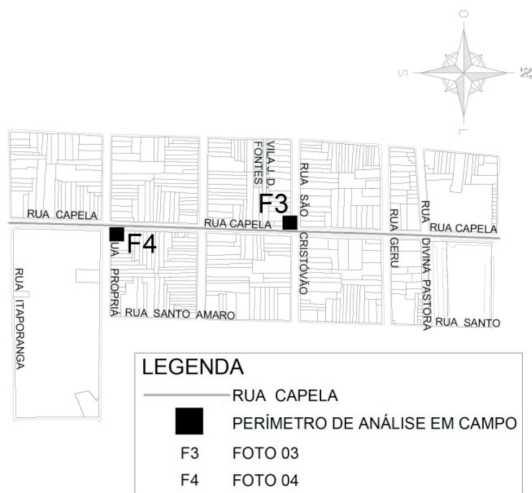 O
S
N
L
VILA J. D.
FONTES
F3
RUA SÃO
CRISTÓVÃO
RUA CAPELA
RUA CAPELA
RUA GERU
RUA
DIVINA PASTORA
RUA CAPELA
F4
UA PROPRIÁ
RUA ITAPORANGA
RUA SANTO AMARO
RUA SANTO
LEGENDA
RUA CAPELA
PERÍMETRO DE ANÁLISE EM CAMPO
F3 FOTO 03
F4 FOTO 04